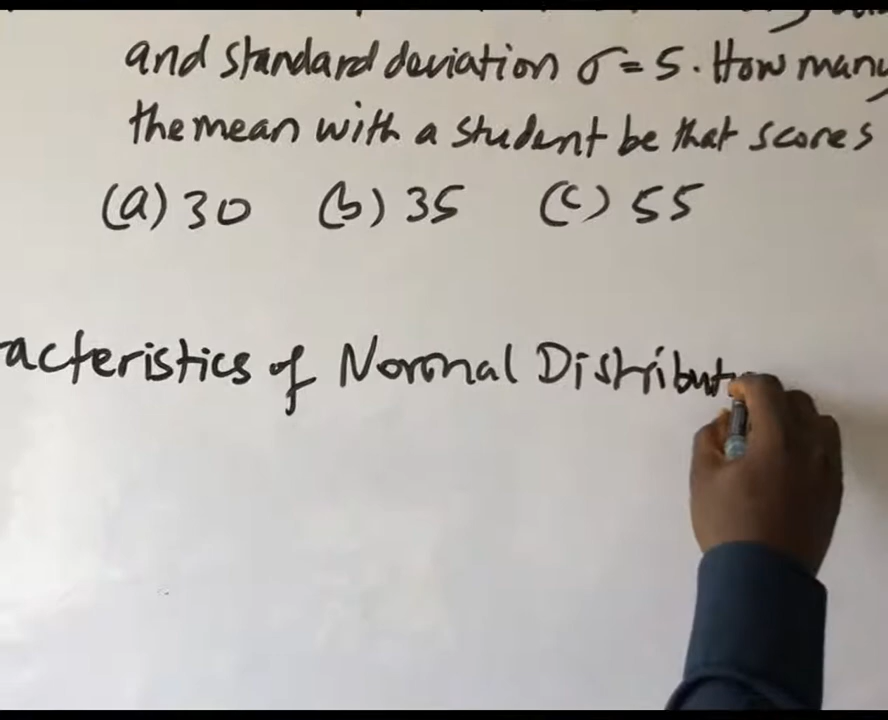 and standard deviation σ = 5. How many
the mean with a student be that scores
(a) 30 (b) 35 (c) 55
acteristics of Normal Distribut